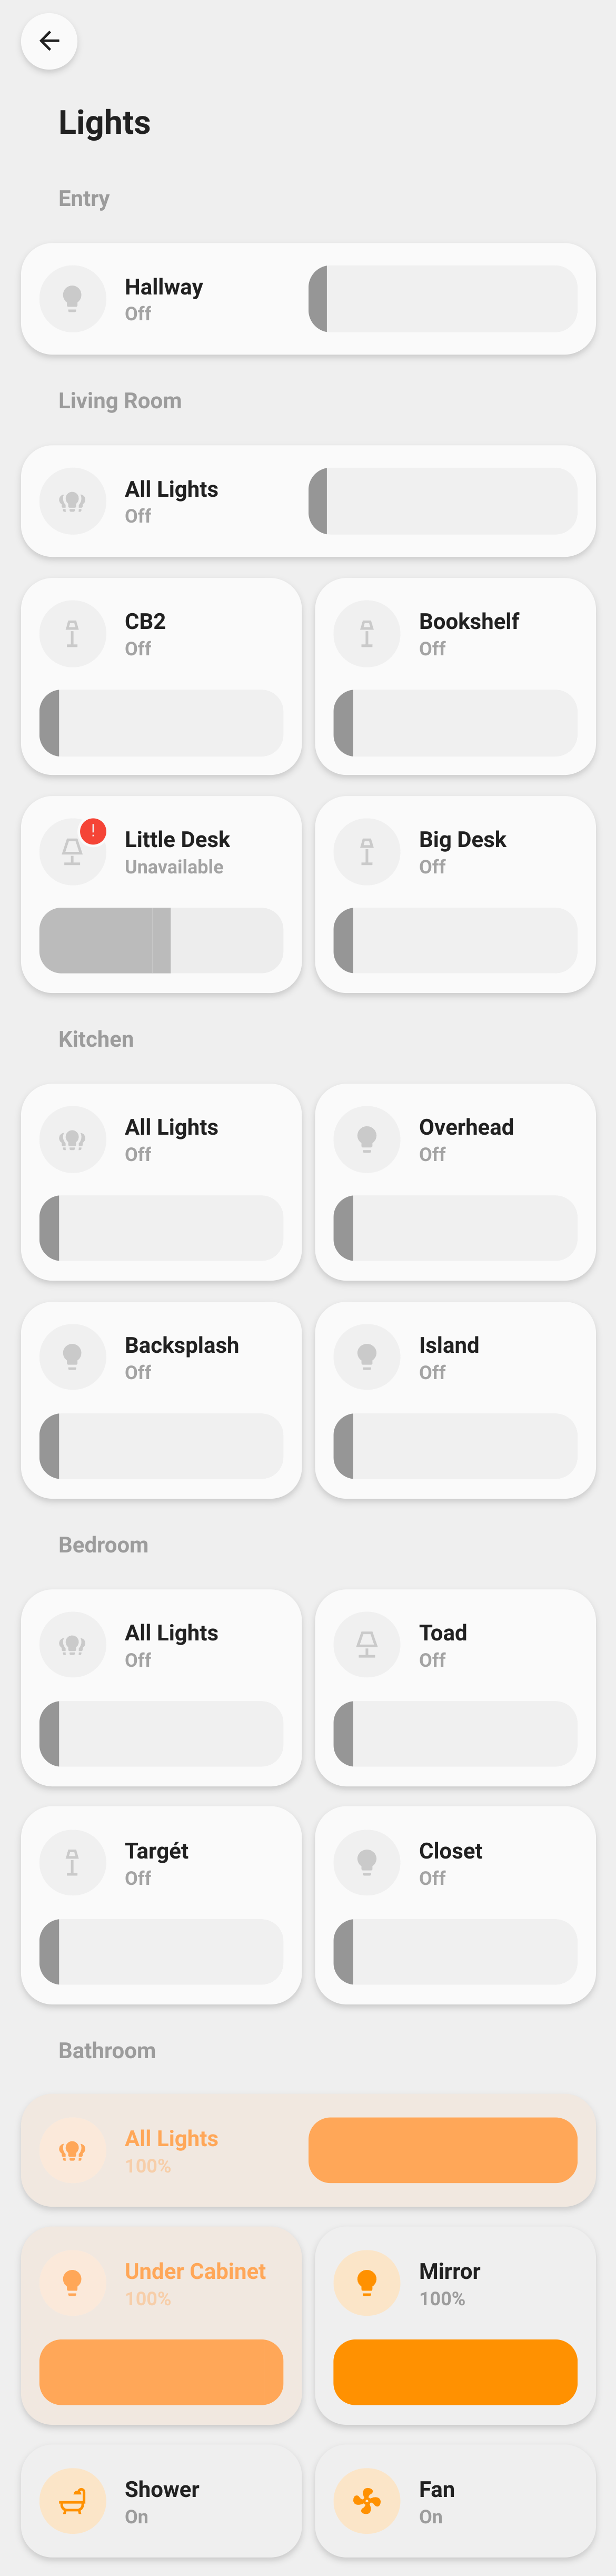 Lights
Entry
Hallway
Off
Living Room
All Lights
Off
CB2
Off
Bookshelf
Off
!
Little Desk
Unavailable
Big Desk
Off
Kitchen
All Lights
Off
Overhead
Off
Backsplash
Off
Island
Off
Bedroom
All Lights
Off
Toad
Off
Targét
Off
Closet
Off
Bathroom
All Lights
100%
Under Cabinet
100%
Mirror
100%
Shower
On
Fan
On